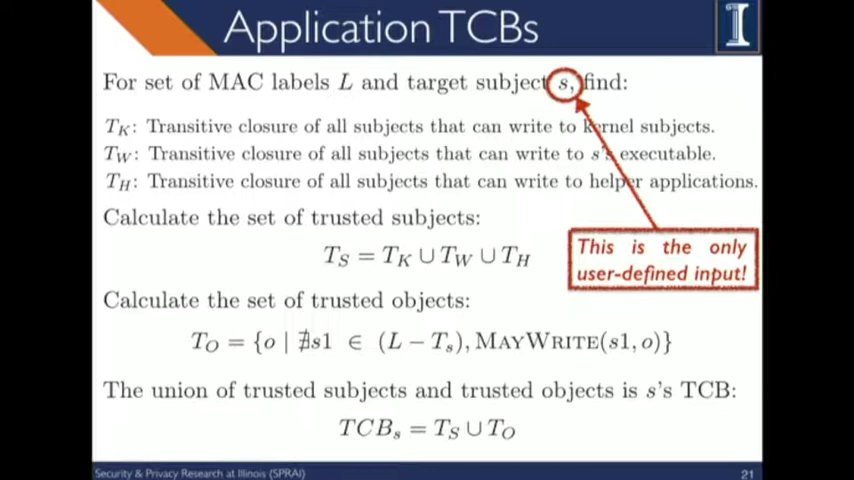 Application TCBs
I
For set of MAC labels L and target subject s, find:
T_K: Transitive closure of all subjects that can write to kernel subjects.
T_W: Transitive closure of all subjects that can write to s's executable.
T_H: Transitive closure of all subjects that can write to helper applications.
Calculate the set of trusted subjects:
T_S = T_K ∪ T_W ∪ T_H
This is the only
user-defined input!
Calculate the set of trusted objects:
T_O = {o | ∄s1 ∈ (L − T_s), MAYWRITE(s1, o)}
The union of trusted subjects and trusted objects is s's TCB:
TCB_s = T_S ∪ T_O
Security & Privacy Research at Illinois (SPRAI)
21